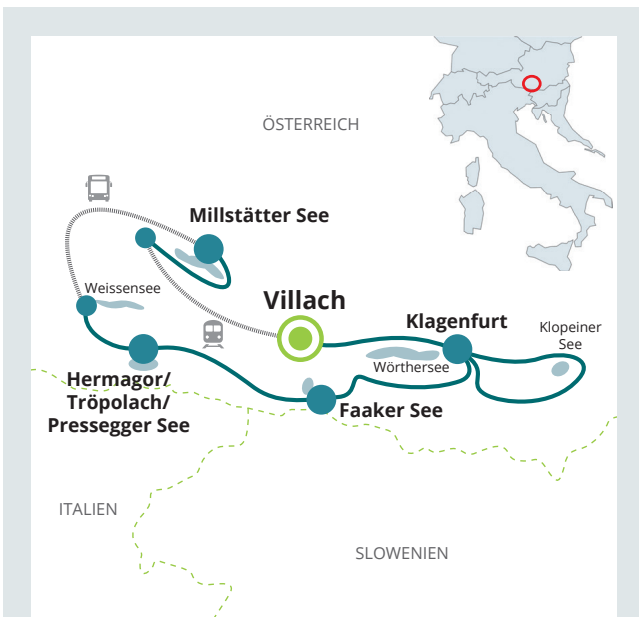 ÖSTERREICH
Millstätter See
Weissensee
Villach
Klagenfurt
Klopeiner
See
Wörthersee
Hermagor/
Tröpolach/
Pressegger See
Faaker See
ITALIEN
SLOWENIEN